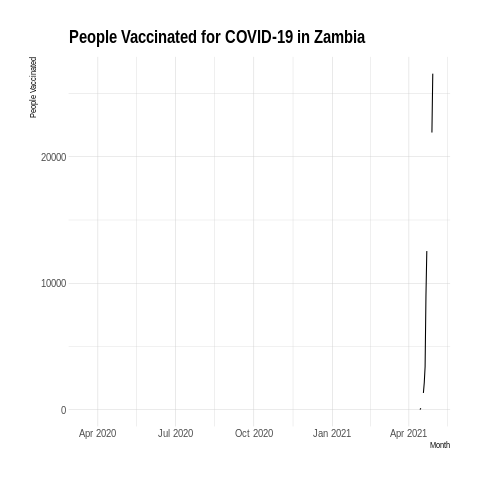 People Vaccinated for COVID-19 in Zambia
People Vaccinated
20000
10000
0
Apr 2020 Jul 2020 Oct 2020 Jan 2021 Apr 2021
Month